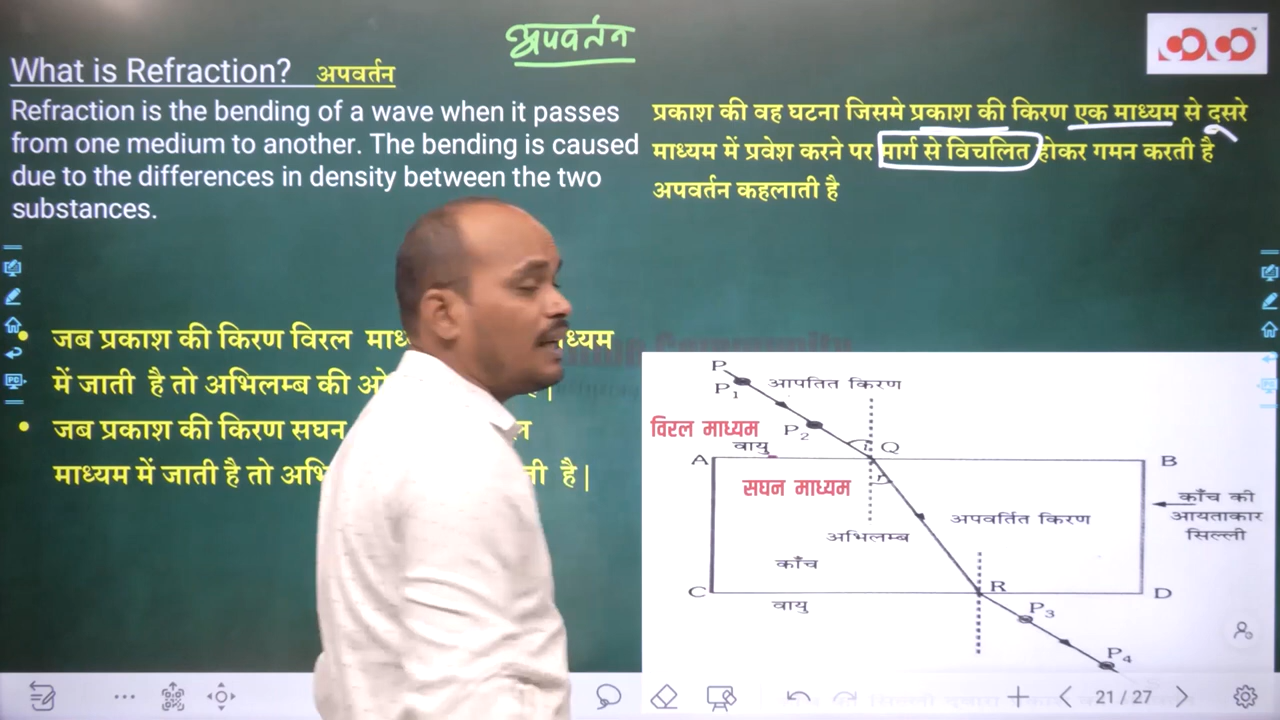 अपवर्तन
What is Refraction? अपवर्तन
Refraction is the bending of a wave when it passes
from one medium to another. The bending is caused
due to the differences in density between the two
substances.
प्रकाश की वह घटना जिसमे प्रकाश की किरण एक माध्यम से दूसरे
माध्यम में प्रवेश करने पर मार्ग से विचलित होकर गमन करती है
अपवर्तन कहलाती है
जब प्रकाश की किरण विरल
में जाती है तो अभिलम्ब की
जब प्रकाश की किरण सघन
माध्यम में जाती है तो है |
P
P1 आपतित किरण
विरल माध्यम P2
वायु i Q
A B
सघन माध्यम r
काँच की
आयताकार
सिल्ली
अपवर्तित किरण
अभिलम्ब
काँच
C R D
वायु P3
P4
21 / 27